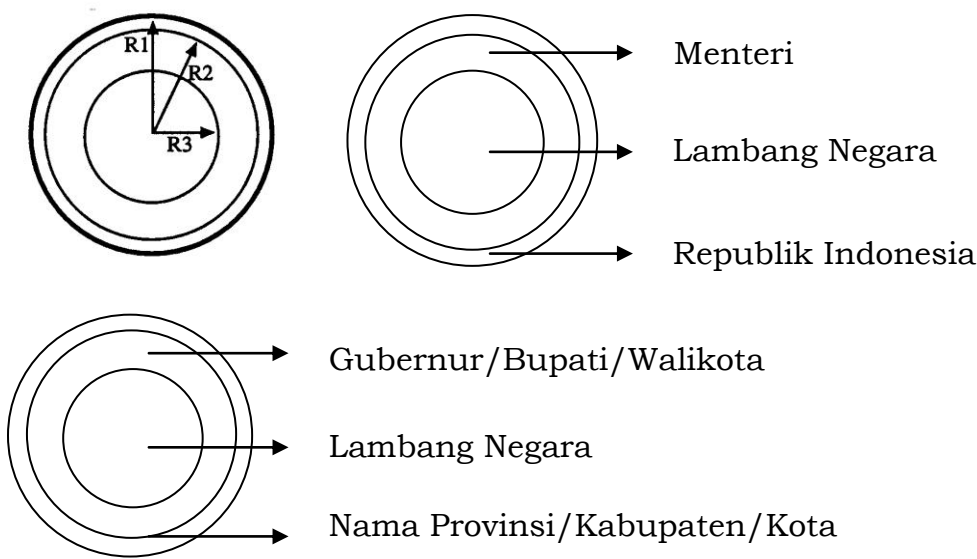 R1
R2
R3
Menteri
Lambang Negara
Republik Indonesia
Gubernur/Bupati/Walikota
Lambang Negara
Nama Provinsi/Kabupaten/Kota